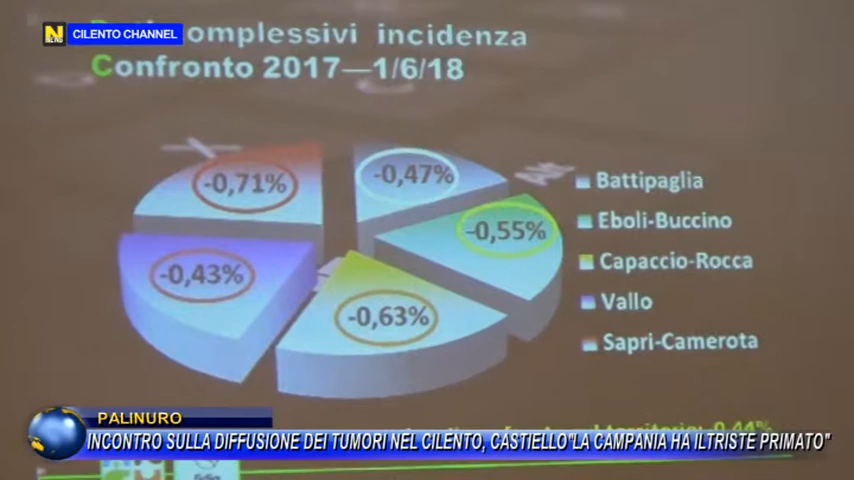 CILENTO CHANNEL
complessivi incidenza
Confronto 2017—1/6/18
-0,71%
-0,47%
-0,55%
-0,43%
-0,63%
Battipaglia
Eboli-Buccino
Capaccio-Rocca
Vallo
Sapri-Camerota
-0,44%
PALINURO
INCONTRO SULLA DIFFUSIONE DEI TUMORI NEL CILENTO, CASTIELLO"LA CAMPANIA HA ILTRISTE PRIMATO"